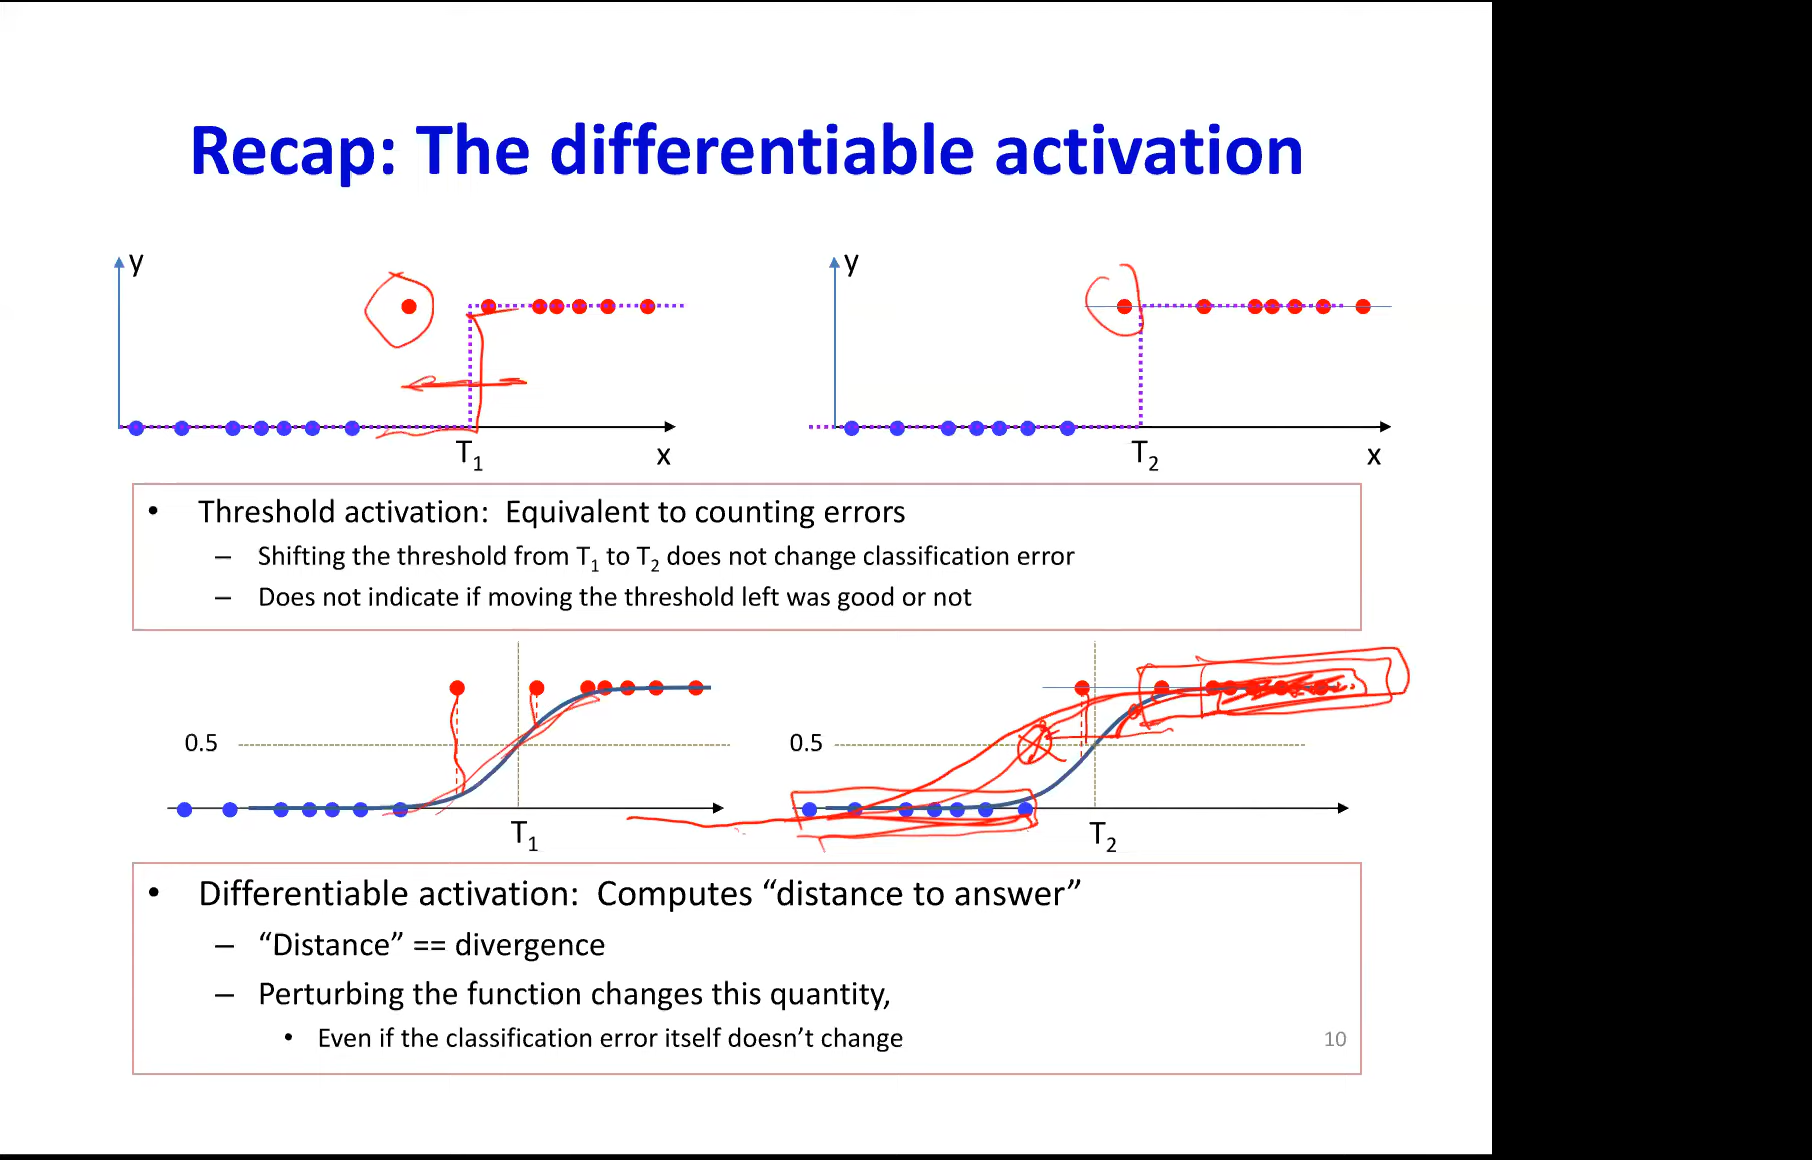 Recap: The differentiable activation
y
y
T1
x
T2
x
• Threshold activation: Equivalent to counting errors
– Shifting the threshold from T1 to T2 does not change classification error
– Does not indicate if moving the threshold left was good or not
0.5
0.5
T1
T2
• Differentiable activation: Computes “distance to answer”
– “Distance” == divergence
– Perturbing the function changes this quantity,
• Even if the classification error itself doesn’t change
10